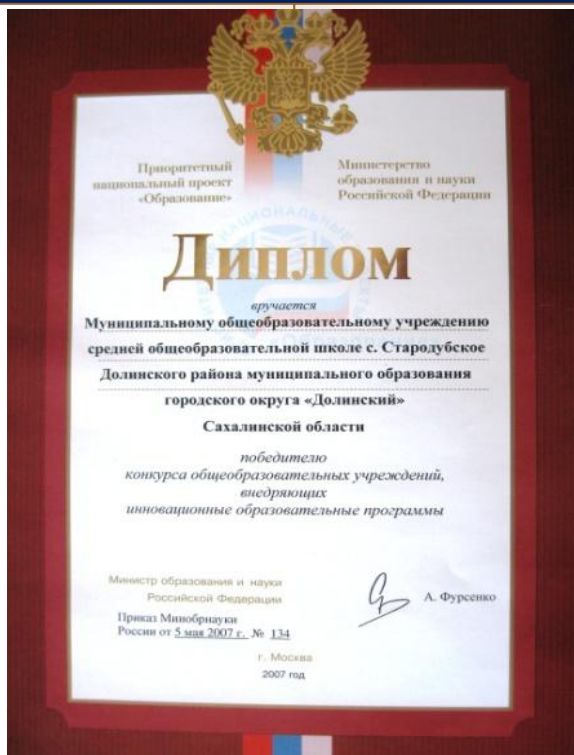 Приоритетный
национальный проект
«Образование»
Министерство
образования и науки
Российской Федерации
Диплом
вручается
Муниципальному общеобразовательному учреждению
средней общеобразовательной школе с. Стародубское
Долинского района муниципального образования
городского округа «Долинский»
Сахалинской области
победителю
конкурса общеобразовательных учреждений,
внедряющих
инновационные образовательные программы
Министр образования и науки
Российской Федерации
А. Фурсенко
Приказ Минобрнауки
России от 5 мая 2007 г. № 134
г. Москва
2007 год